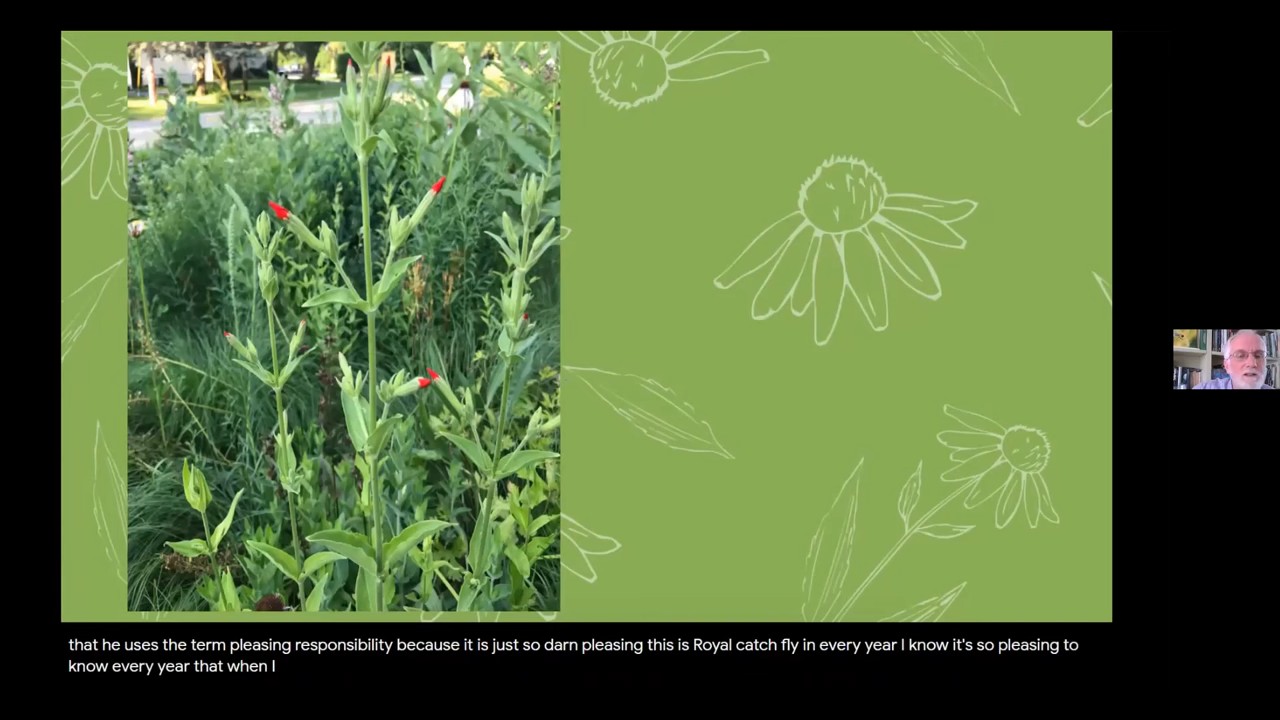 that he uses the term pleasing responsibility because it is just so darn pleasing this is Royal catch fly in every year I know it's so pleasing to
know every year that when I